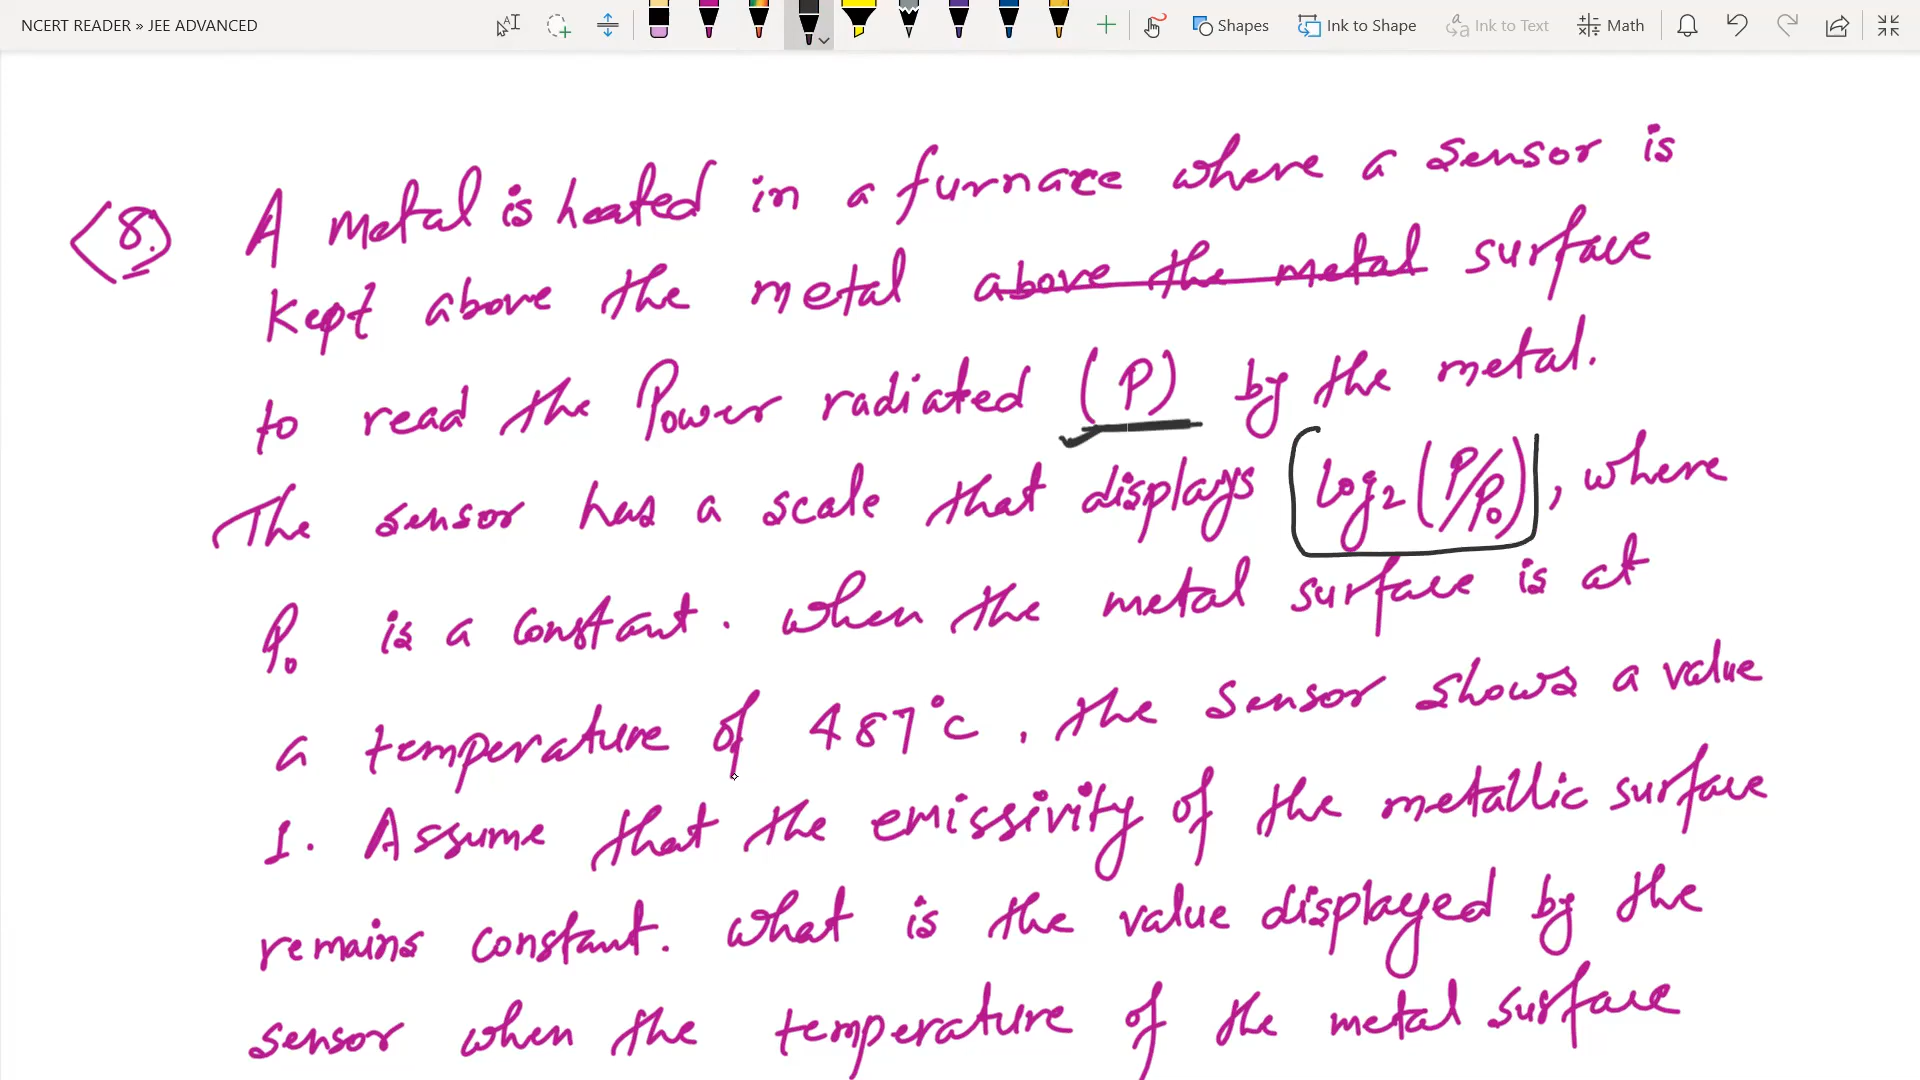 NCERT READER » JEE ADVANCED
Shapes
Ink to Shape
Ink to Text
Math
8. A metal is heated in a furnace where a sensor is
kept above the metal above the metal surface
to read the Power radiated (P) by the metal.
The sensor has a scale that displays log₂(P/P₀), where
P₀ is a constant. When the metal surface is at
a temperature of 487°C, the sensor shows a value
1. Assume that the emissivity of the metallic surface
remains constant. What is the value displayed by the
sensor when the temperature of the metal surface